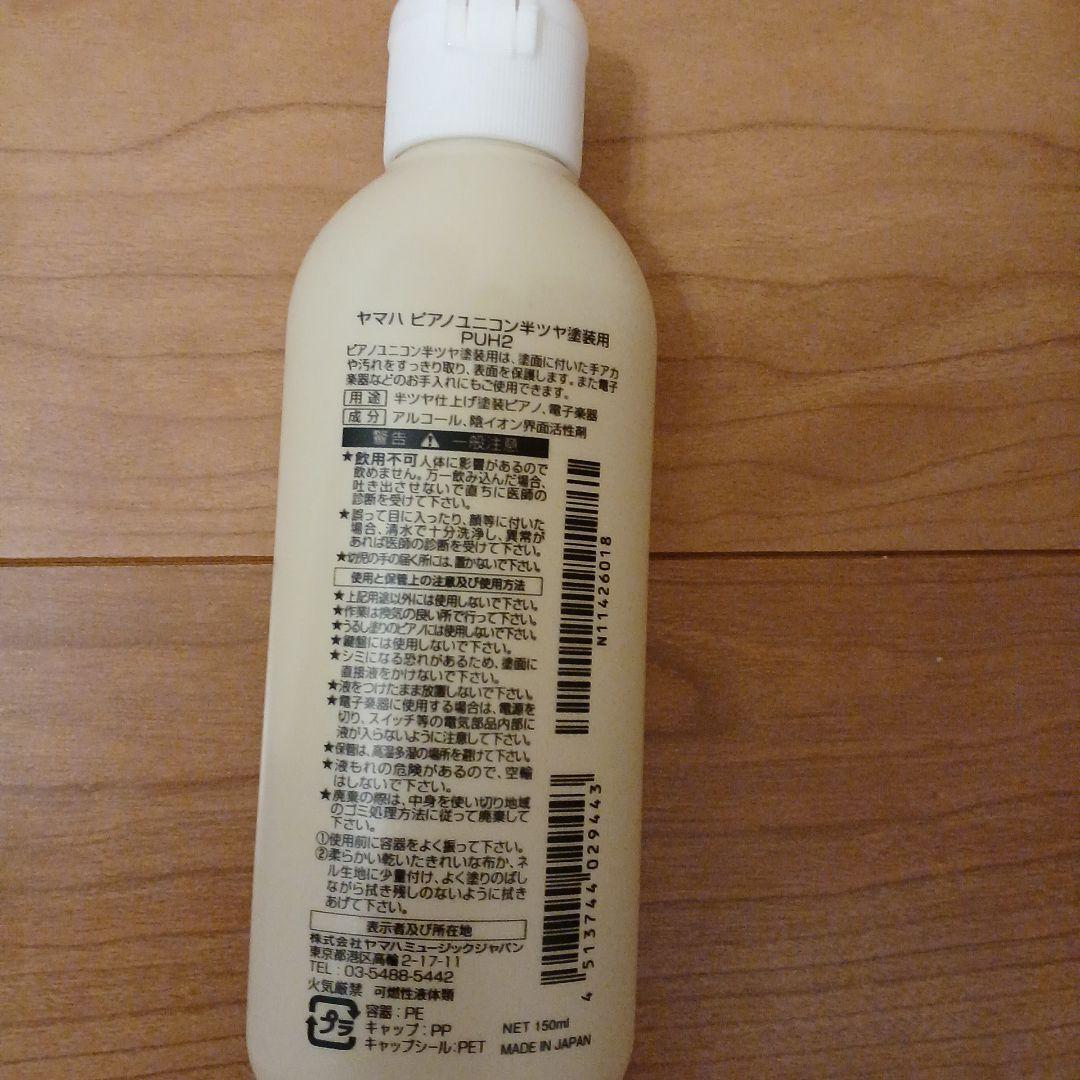 ヤマハ ピアノユニコン半ツヤ塗装用
PUH2
ピアノユニコン半ツヤ塗装用は、塗面に付いた手アカ
や汚れをすっきり取り、表面を保護します。また電子
楽器などのお手入れにもご使用できます。
用途 半ツヤ仕上げ塗装ピアノ、電子楽器
成分 アルコール、陰イオン界面活性剤
警告 ⚠ 一般注意
★飲用不可 人体に影響があるので
飲めません。万一飲み込んだ場合、
吐き出させないで直ちに医師の
診断を受けて下さい。
★誤って目に入ったり、顔等に付いた
場合、清水で十分洗浄し、異常が
あれば医師の診断を受けて下さい。
★幼児の手の届く所には、置かないで下さい。
使用と保管上の注意及び使用方法
★上記用途以外には使用しないで下さい。
★作業は換気の良い所で行って下さい。
★うるし塗りのピアノには使用しないで下さい。
★鍵盤には使用しないで下さい。
★シミになる恐れがあるため、塗面に
直接液をかけないで下さい。
★液をつけたまま放置しないで下さい。
★電子楽器に使用する場合は、電源を
切り、スイッチ等の電気部品内部に
液が入らないように注意して下さい。
★保管は、高温多湿の場所を避けて下さい。
★液もれの危険があるので、空輸
はしないで下さい。
★廃棄の際は、中身を使い切り地域
のゴミ処理方法に従って廃棄して
下さい。
①使用前に容器をよく振って下さい。
②柔らかい乾いたきれいな布か、ネ
ル生地に少量付け、よく塗りのばし
ながら拭き残しのないように拭き
あげて下さい。
表示者及び所在地
株式会社ヤマハミュージックジャパン
東京都港区高輪2-17-11
TEL : 03-5488-5442
火気厳禁 可燃性液体類
プラ
容器 : PE
キャップ : PP
キャップシール : PET
NET 150ml
MADE IN JAPAN
N11426018
4 513744 029443